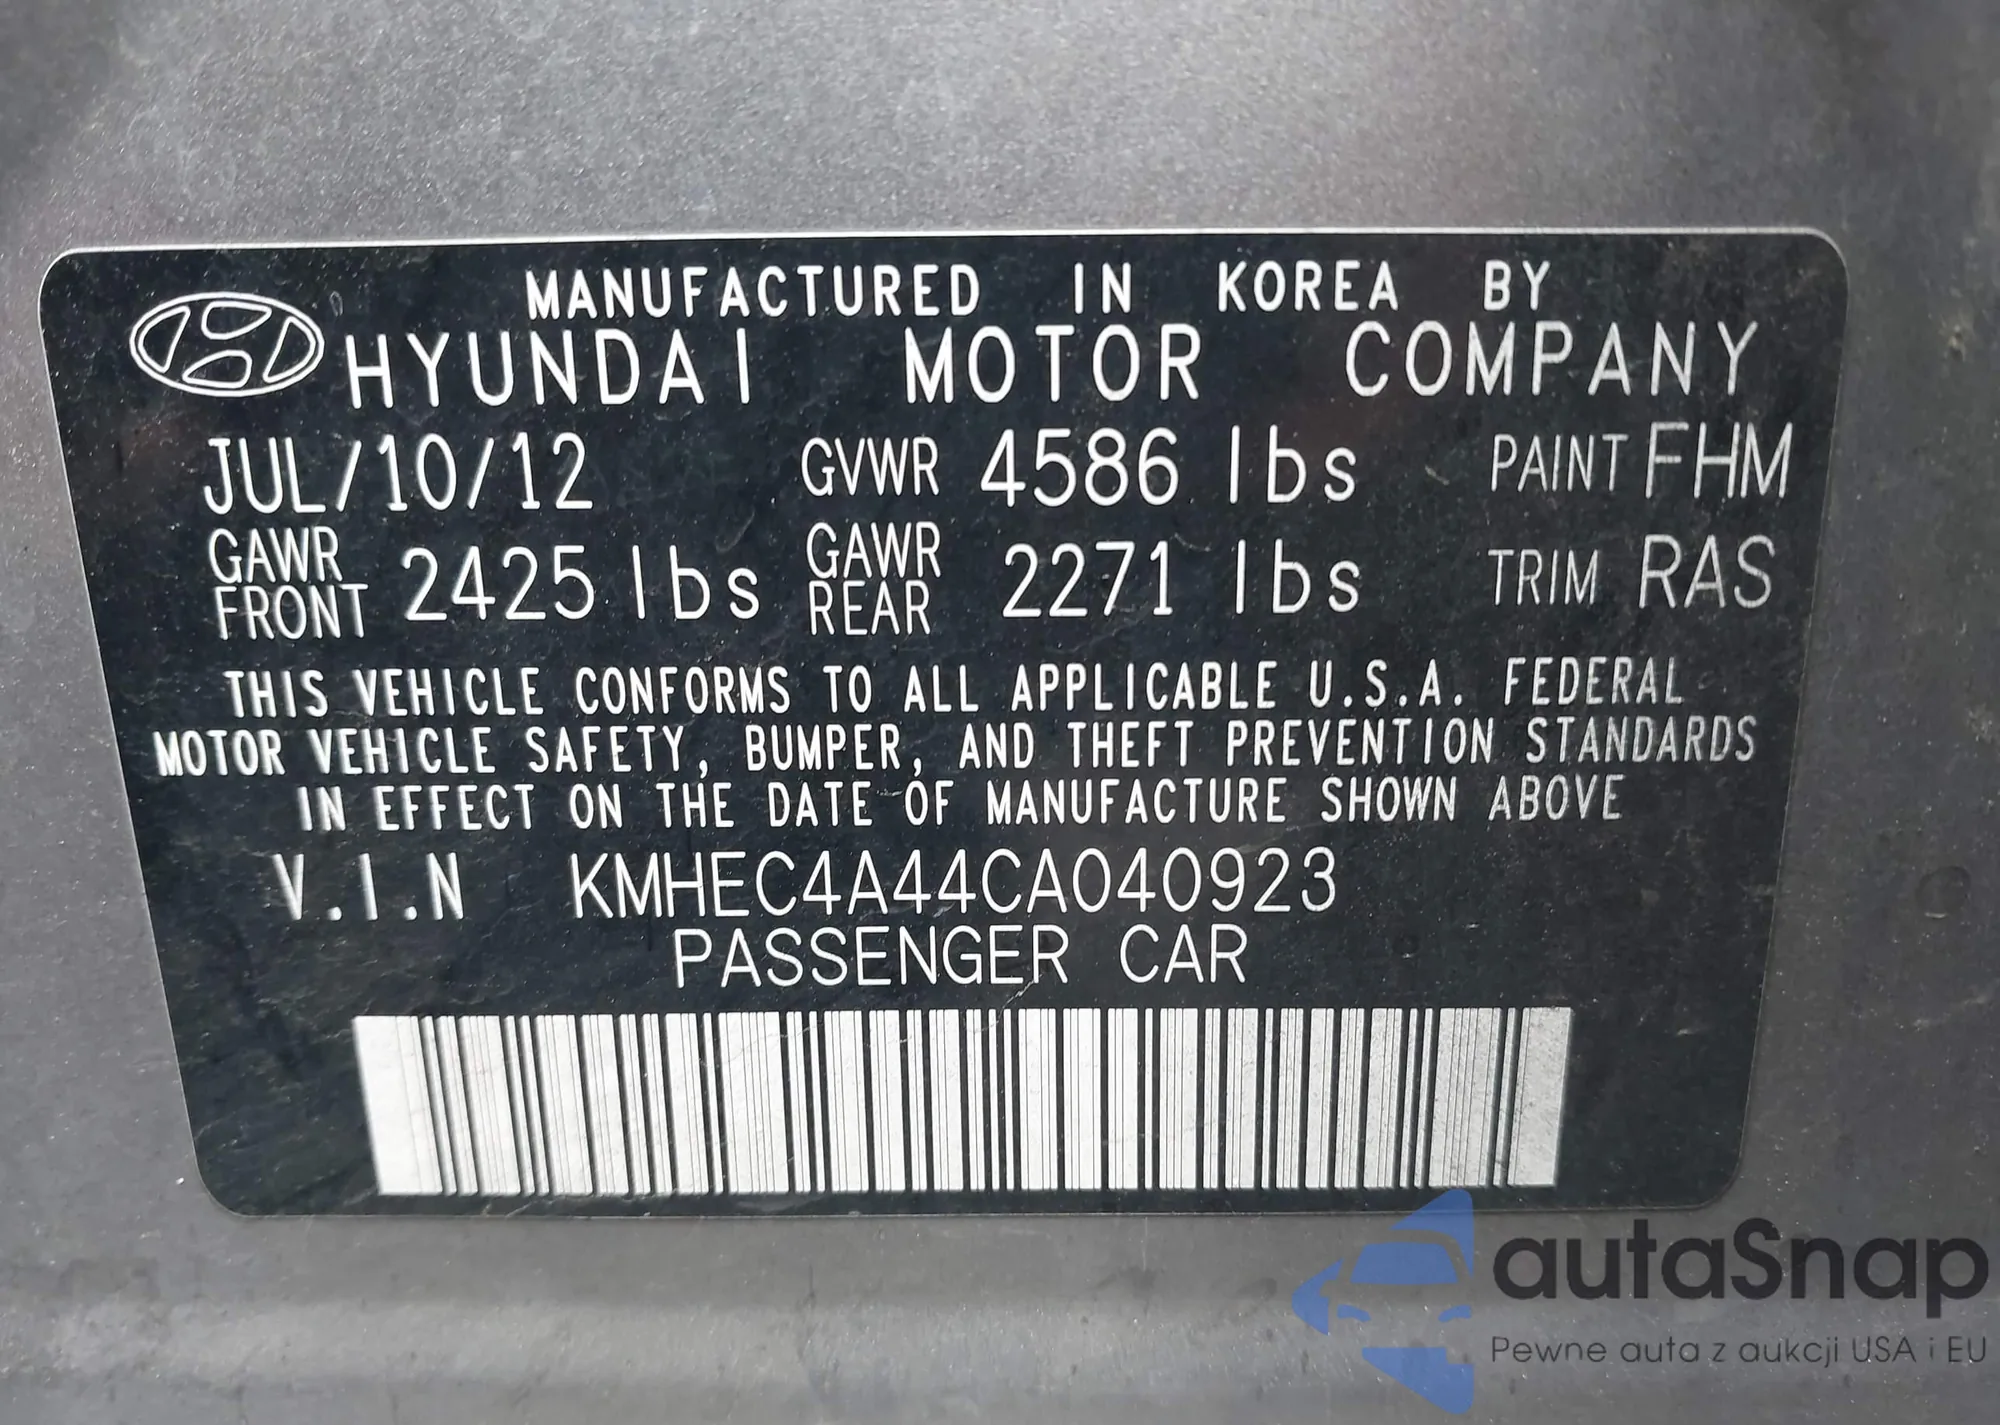 MANUFACTURED IN KOREA BY
HYUNDAI MOTOR COMPANY
JUL/10/12 GVWR 4586 lbs PAINT FHM
GAWR FRONT 2425 lbs GAWR REAR 2271 lbs TRIM RAS
THIS VEHICLE CONFORMS TO ALL APPLICABLE U.S.A. FEDERAL
MOTOR VEHICLE SAFETY, BUMPER, AND THEFT PREVENTION STANDARDS
IN EFFECT ON THE DATE OF MANUFACTURE SHOWN ABOVE
V.I.N KMHEC4A44CA040923
PASSENGER CAR
autaSnap
Pewne auta z aukcji USA i EU